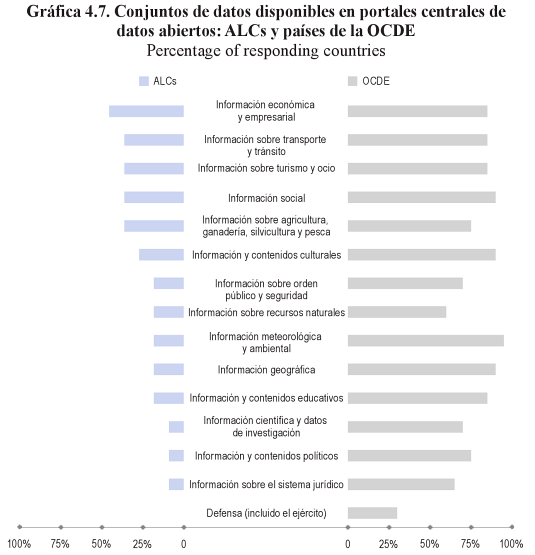 Gráfica 4.7. Conjuntos de datos disponibles en portales centrales de
datos abiertos: ALCs y países de la OCDE
Percentage of responding countries
ALCs
OCDE
Información económica
y empresarial
Información sobre transporte
y tránsito
Información sobre turismo y ocio
Información social
Información sobre agricultura,
ganadería, silvicultura y pesca
Información y contenidos culturales
Información sobre orden
público y seguridad
Información sobre recursos naturales
Información meteorológica
y ambiental
Información geográfica
Información y contenidos educativos
Información científica y datos
de investigación
Información y contenidos políticos
Información sobre el sistema jurídico
Defensa (incluido el ejército)
100% 75% 50% 25% 0 0 25% 50% 75% 100%